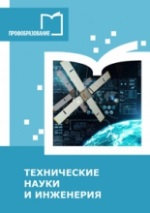 ПРОФОБРАЗОВАНИЕ
ТЕХНИЧЕСКИЕ
НАУКИ
И ИНЖЕНЕРИЯ